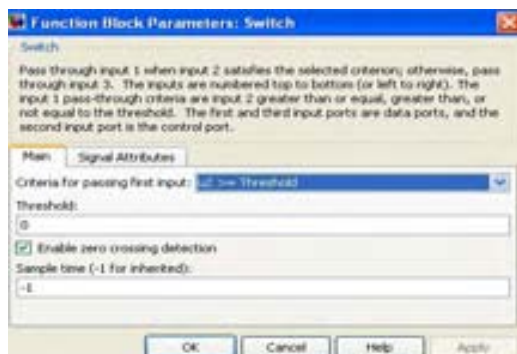 Function Block Parameters: Switch
Switch
Pass through input 1 when input 2 satisfies the selected criterion; otherwise, pass
through input 3. The inputs are numbered top to bottom (or left to right). The
input 1 pass-through criteria are input 2 greater than or equal, greater than, or
not equal to the threshold. The first and third input ports are data ports, and the
second input port is the control port.
Main Signal Attributes
Criteria for passing first input: u2 >= Threshold
Threshold:
0
Enable zero crossing detection
Sample time (-1 for inherited):
-1
OK Cancel Help Apply